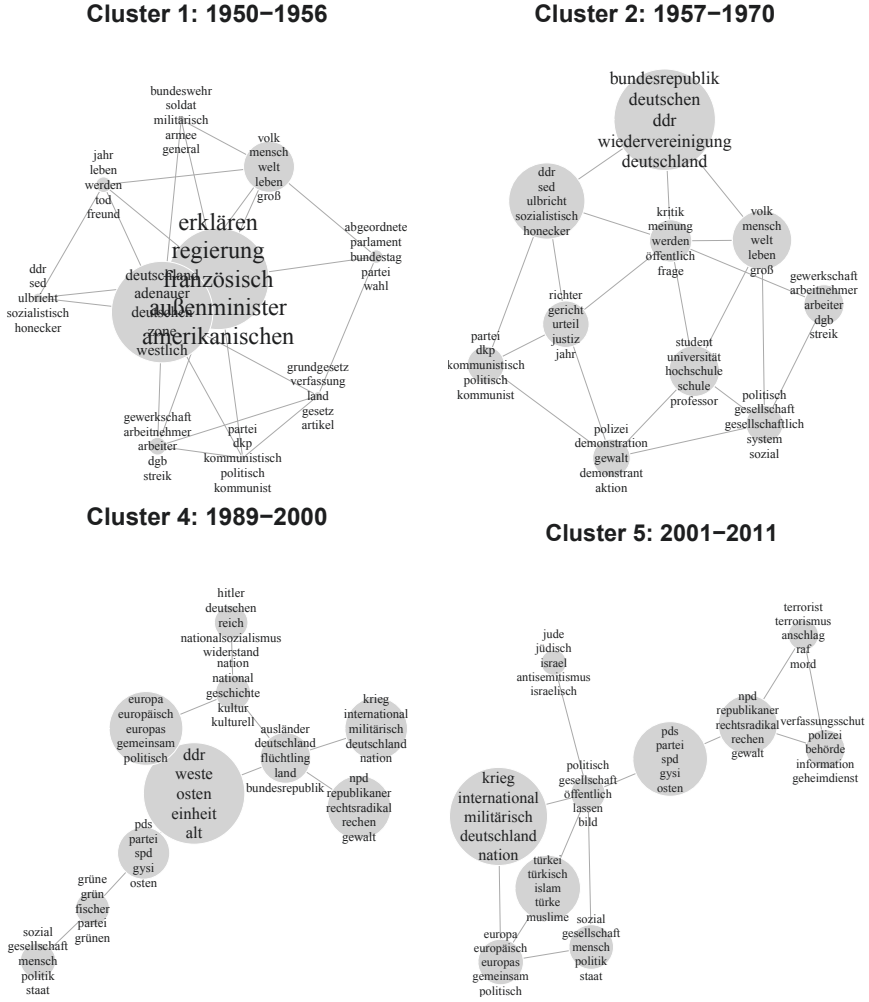 Cluster 1: 1950−1956
bundeswehr
soldat
militärisch
armee
general
volk
mensch
welt
leben
groß
jahr
leben
werden
tod
freund
erklären
regierung
französisch
außenminister
amerikanischen
abgeordnete
parlament
bundestag
partei
wahl
deutschland
adenauer
deutschen
zone
westlich
ddr
sed
ulbricht
sozialistisch
honecker
grundgesetz
verfassung
land
gesetz
artikel
gewerkschaft
arbeitnehmer
arbeiter
dgb
streik
partei
dkp
kommunistisch
politisch
kommunist
Cluster 2: 1957−1970
bundesrepublik
deutschen
ddr
wiedervereinigung
deutschland
ddr
sed
ulbricht
sozialistisch
honecker
kritik
meinung
werden
öffentlich
frage
volk
mensch
welt
leben
groß
gewerkschaft
arbeitnehmer
arbeiter
dgb
streik
richter
gericht
urteil
justiz
jahr
partei
dkp
kommunistisch
politisch
kommunist
student
universität
hochschule
schule
professor
politisch
gesellschaft
gesellschaftlich
system
sozial
polizei
demonstration
gewalt
demonstrant
aktion
Cluster 4: 1989−2000
hitler
deutschen
reich
nationalsozialismus
widerstand
nation
national
geschichte
kultur
kulturell
europa
europäisch
europas
gemeinsam
politisch
ausländer
deutschland
flüchtling
land
bundesrepublik
krieg
international
militärisch
deutschland
nation
ddr
weste
osten
einheit
alt
npd
republikaner
rechtsradikal
rechen
gewalt
pds
partei
spd
gysi
osten
grüne
grün
fischer
partei
grünen
sozial
gesellschaft
mensch
politik
staat
Cluster 5: 2001−2011
terrorist
terrorismus
anschlag
raf
mord
jude
jüdisch
israel
antisemitismus
israelisch
npd
republikaner
rechtsradikal
rechen
gewalt
verfassungsschut
polizei
behörde
information
geheimdienst
pds
partei
spd
gysi
osten
politisch
gesellschaft
öffentlich
lassen
bild
krieg
international
militärisch
deutschland
nation
türkei
türkisch
islam
türke
muslime
sozial
gesellschaft
mensch
politik
staat
europa
europäisch
europas
gemeinsam
politisch